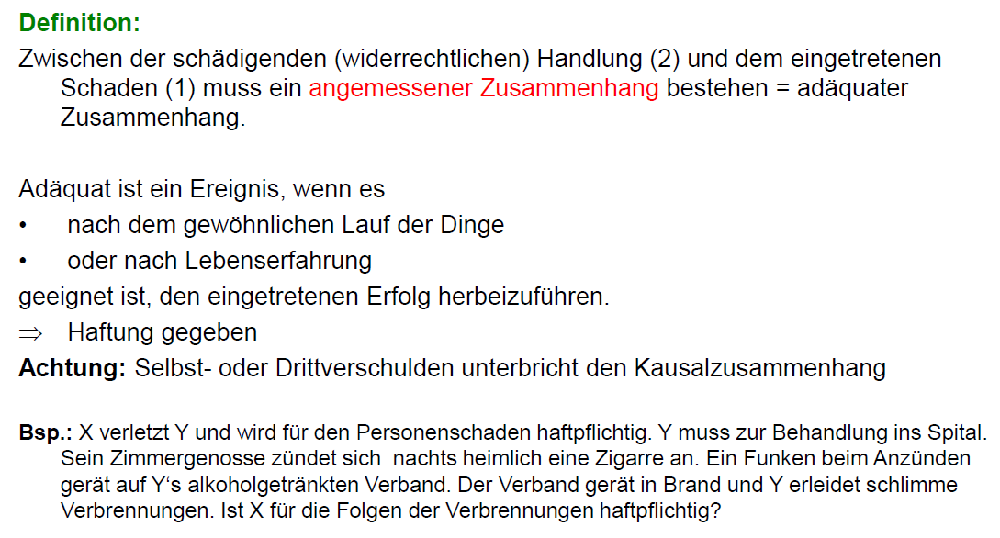 Definition:
Zwischen der schädigenden (widerrechtlichen) Handlung (2) und dem eingetretenen
Schaden (1) muss ein angemessener Zusammenhang bestehen = adäquater
Zusammenhang.
Adäquat ist ein Ereignis, wenn es
• nach dem gewöhnlichen Lauf der Dinge
• oder nach Lebenserfahrung
geeignet ist, den eingetretenen Erfolg herbeizuführen.
⇒ Haftung gegeben
Achtung: Selbst- oder Drittverschulden unterbricht den Kausalzusammenhang
Bsp.: X verletzt Y und wird für den Personenschaden haftpflichtig. Y muss zur Behandlung ins Spital.
Sein Zimmergenosse zündet sich nachts heimlich eine Zigarre an. Ein Funken beim Anzünden
gerät auf Y‘s alkoholgetränkten Verband. Der Verband gerät in Brand und Y erleidet schlimme
Verbrennungen. Ist X für die Folgen der Verbrennungen haftpflichtig?